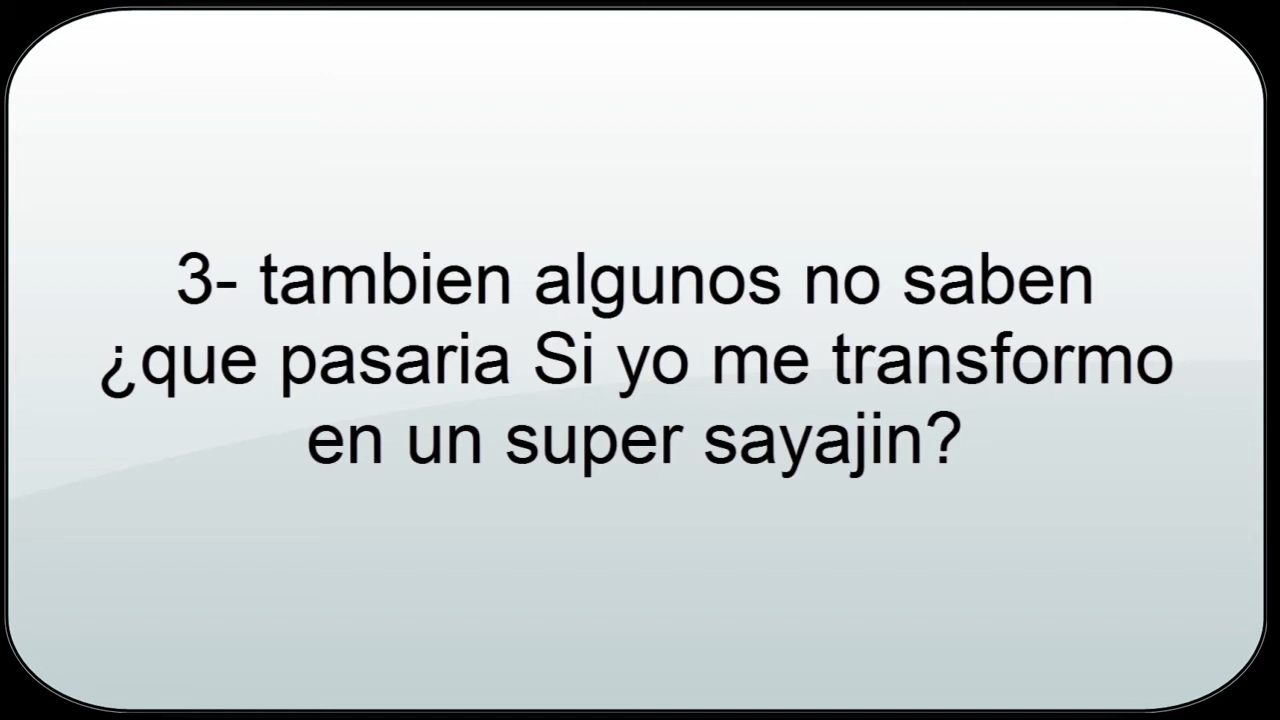 3- tambien algunos no saben
¿que pasaria Si yo me transformo
en un super sayajin?